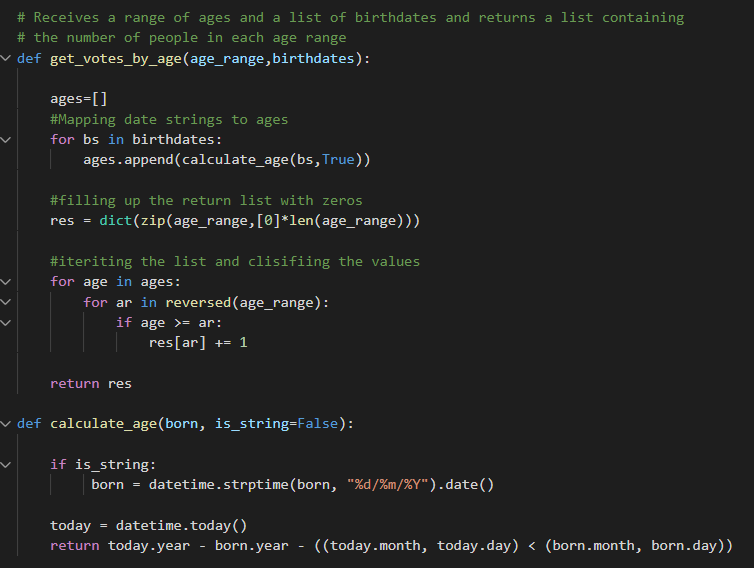 # Receives a range of ages and a list of birthdates and returns a list containing
# the number of people in each age range
def get_votes_by_age(age_range,birthdates):
ages=[]
#Mapping date strings to ages
for bs in birthdates:
ages.append(calculate_age(bs,True))
#filling up the return list with zeros
res = dict(zip(age_range,[0]*len(age_range)))
#iteriting the list and clisifiing the values
for age in ages:
for ar in reversed(age_range):
if age >= ar:
res[ar] += 1
return res
def calculate_age(born, is_string=False):
if is_string:
born = datetime.strptime(born, "%d/%m/%Y").date()
today = datetime.today()
return today.year - born.year - ((today.month, today.day) < (born.month, born.day))